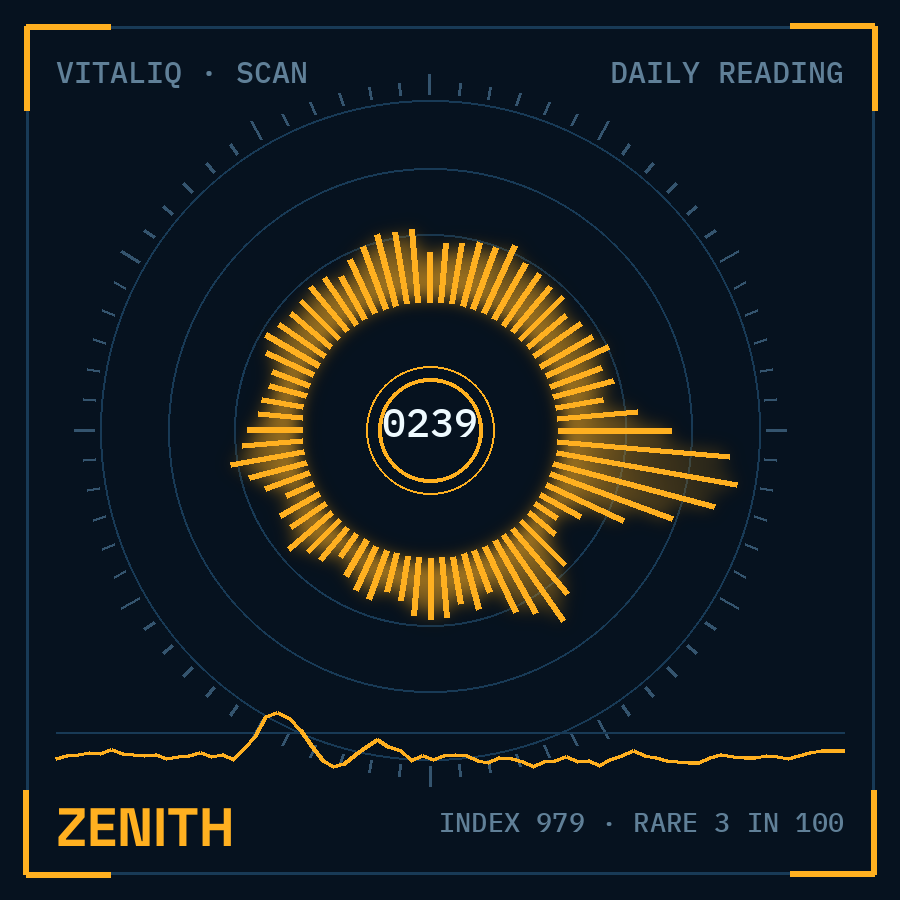 VITALIQ · SCAN
DAILY READING
0239
ZENITH
INDEX 979 · RARE 3 IN 100